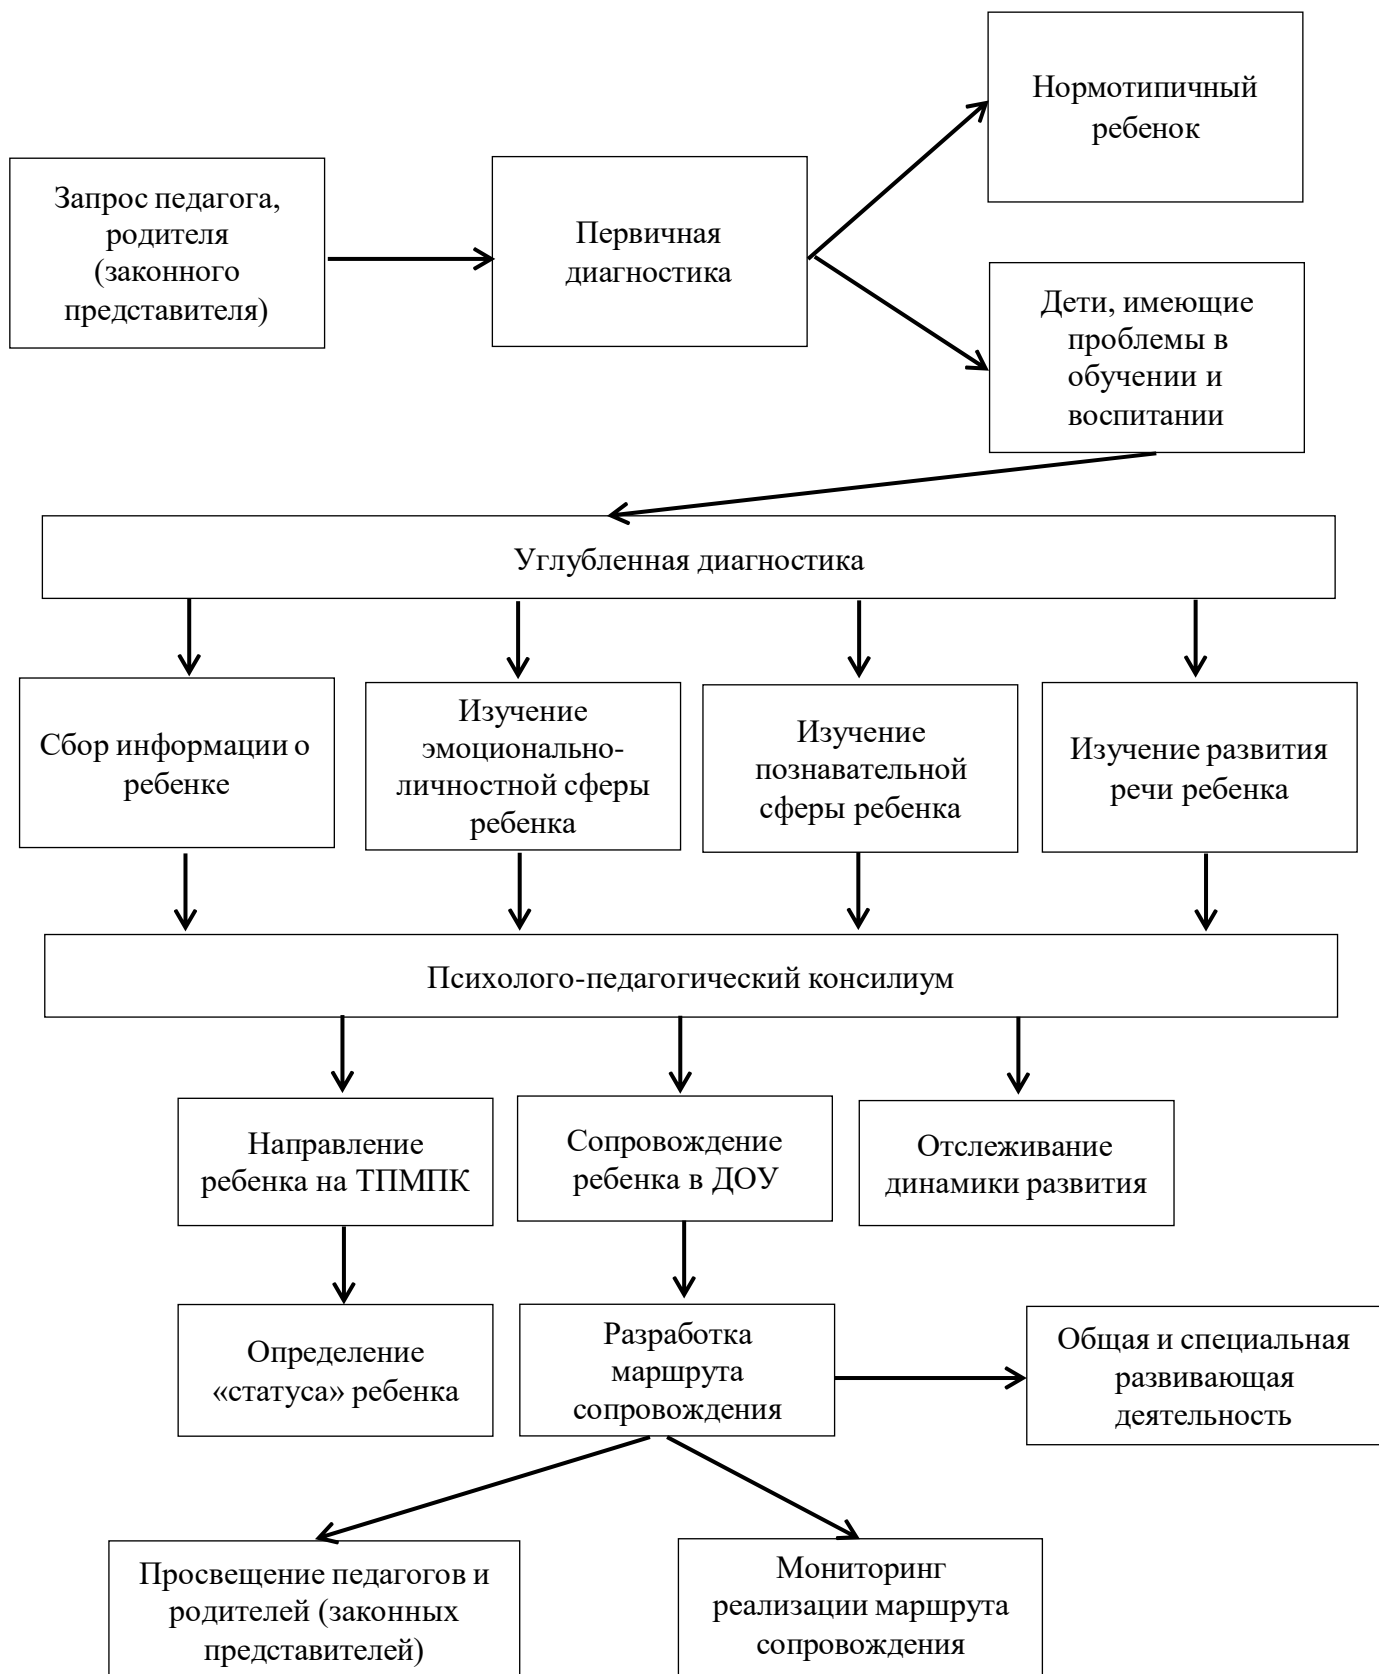 Нормотипичный
ребенок
Запрос педагога,
родителя
(законного
представителя)
Первичная
диагностика
Дети, имеющие
проблемы в
обучении и
воспитании
Углубленная диагностика
Сбор информации о
ребенке
Изучение
эмоционально-
личностной сферы
ребенка
Изучение
познавательной
сферы ребенка
Изучение развития
речи ребенка
Психолого-педагогический консилиум
Направление
ребенка на ТПМПК
Сопровождение
ребенка в ДОУ
Отслеживание
динамики развития
Определение
«статуса» ребенка
Разработка
маршрута
сопровождения
Общая и специальная
развивающая
деятельность
Просвещение педагогов и
родителей (законных
представителей)
Мониторинг
реализации маршрута
сопровождения